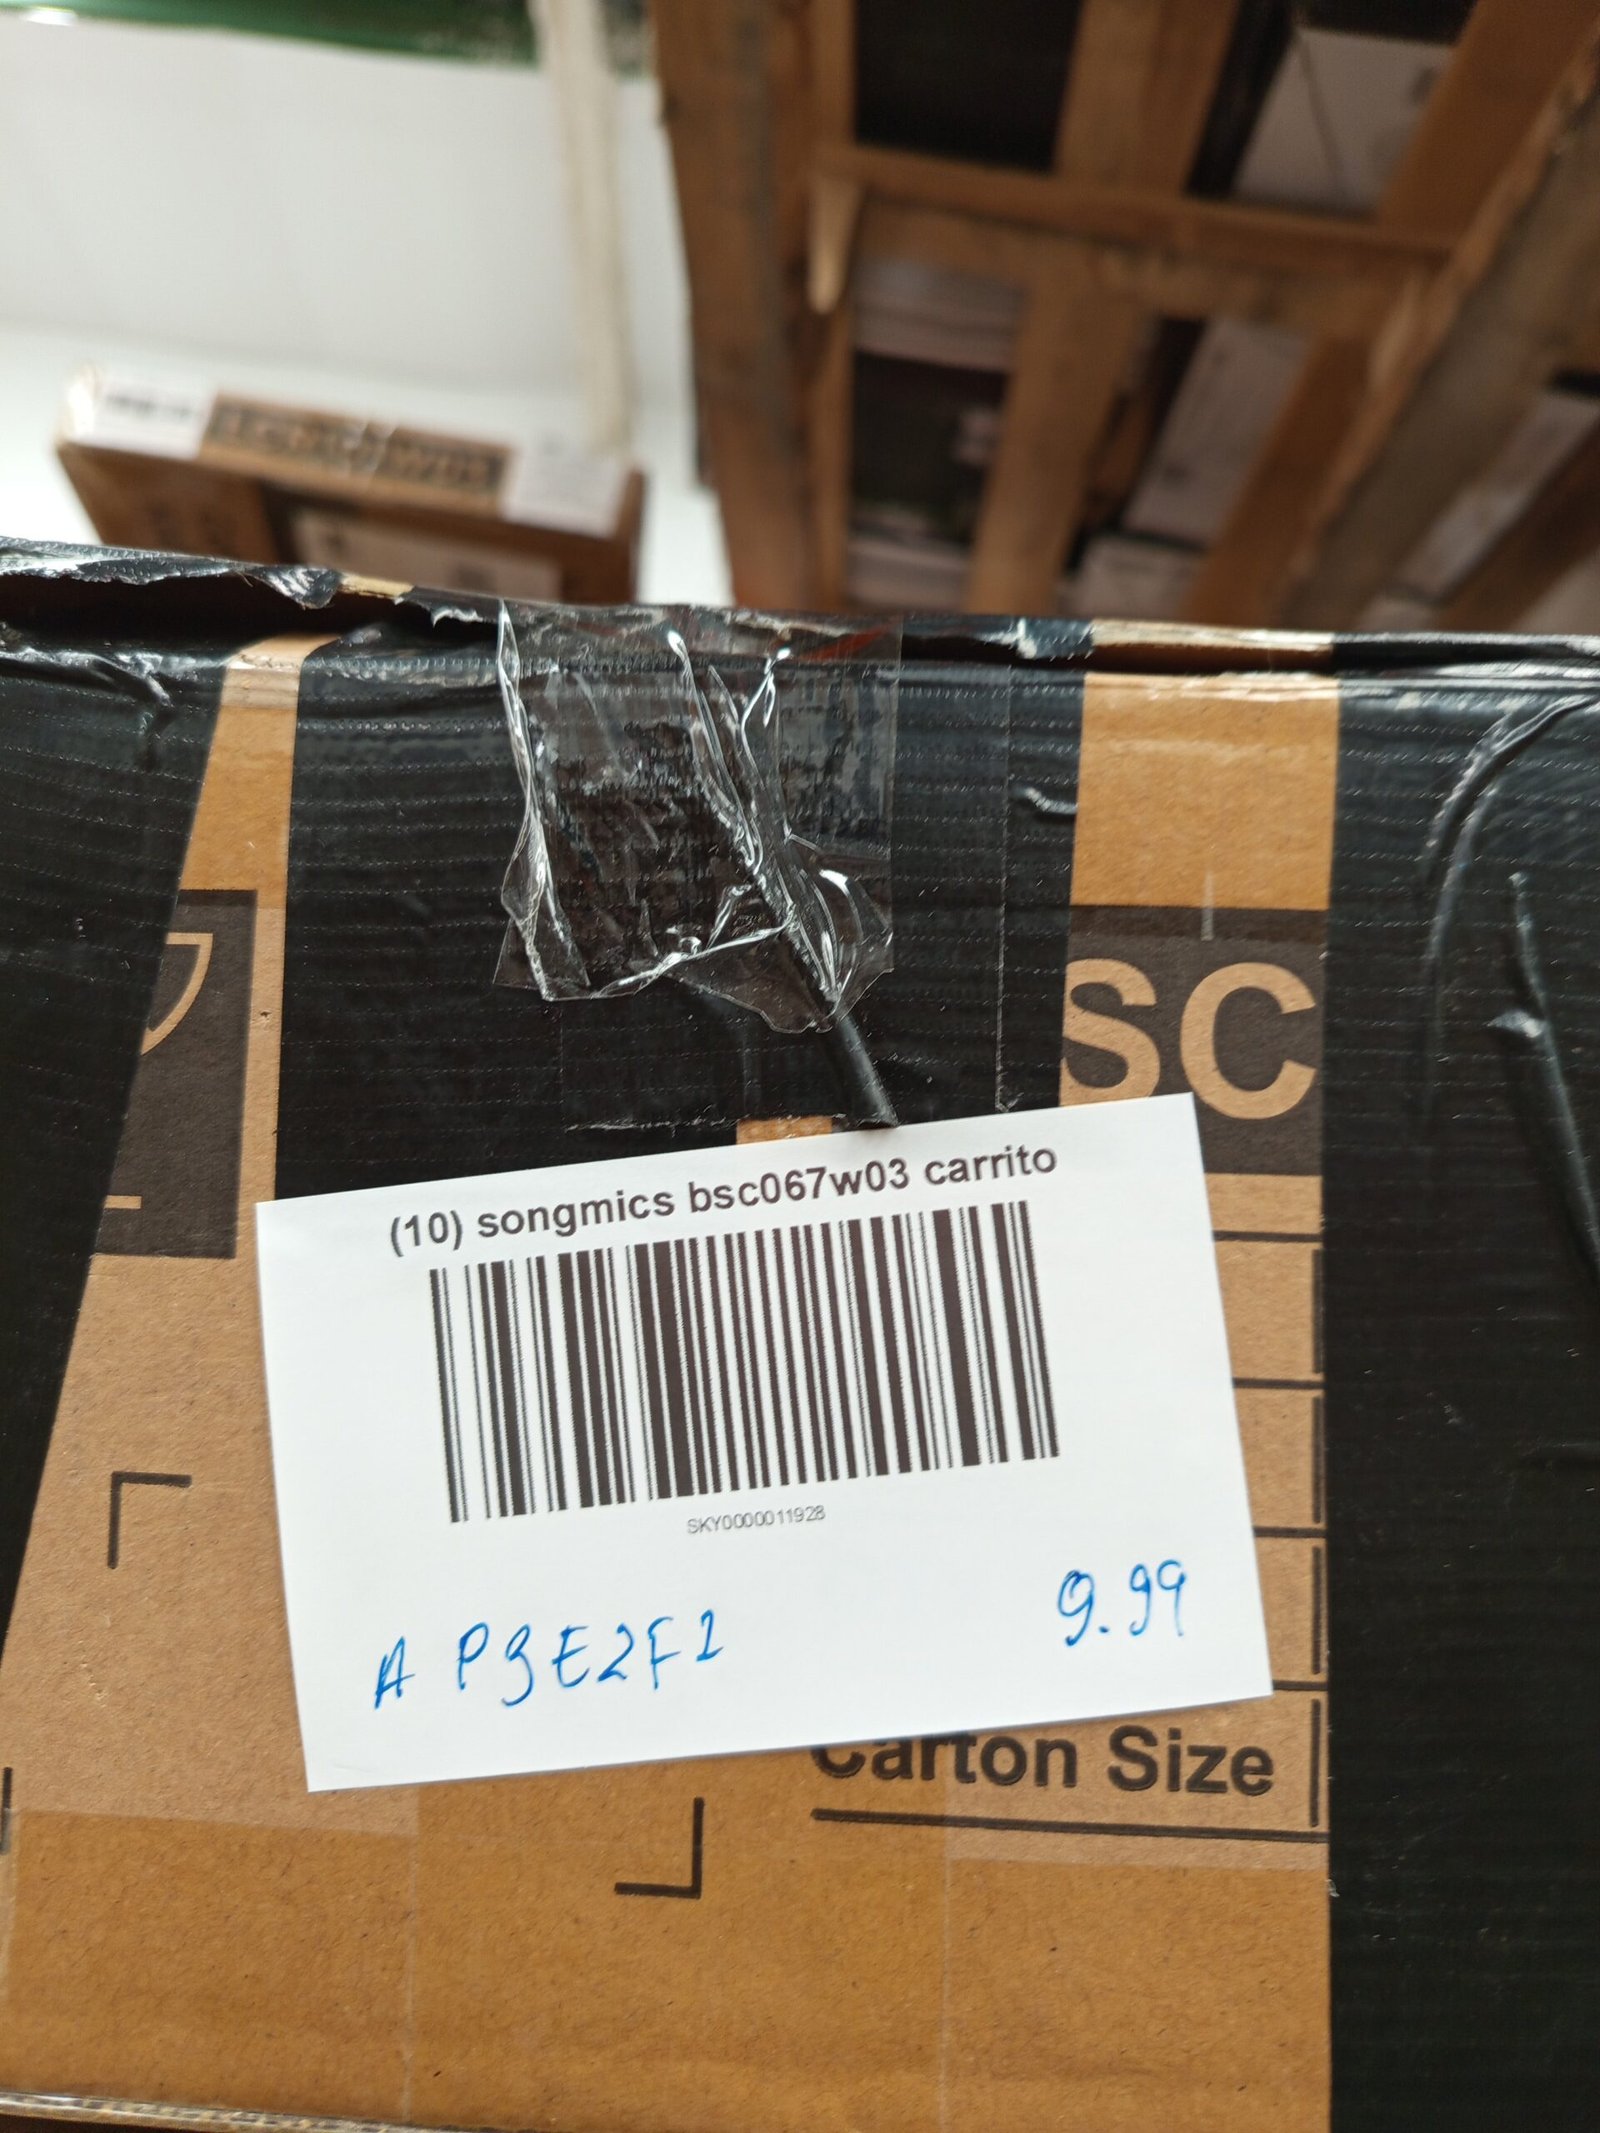 SC
(10) songmics bsc067w03 carrito
SKY0000011928
A P3E2F1
9.99
Carton Size